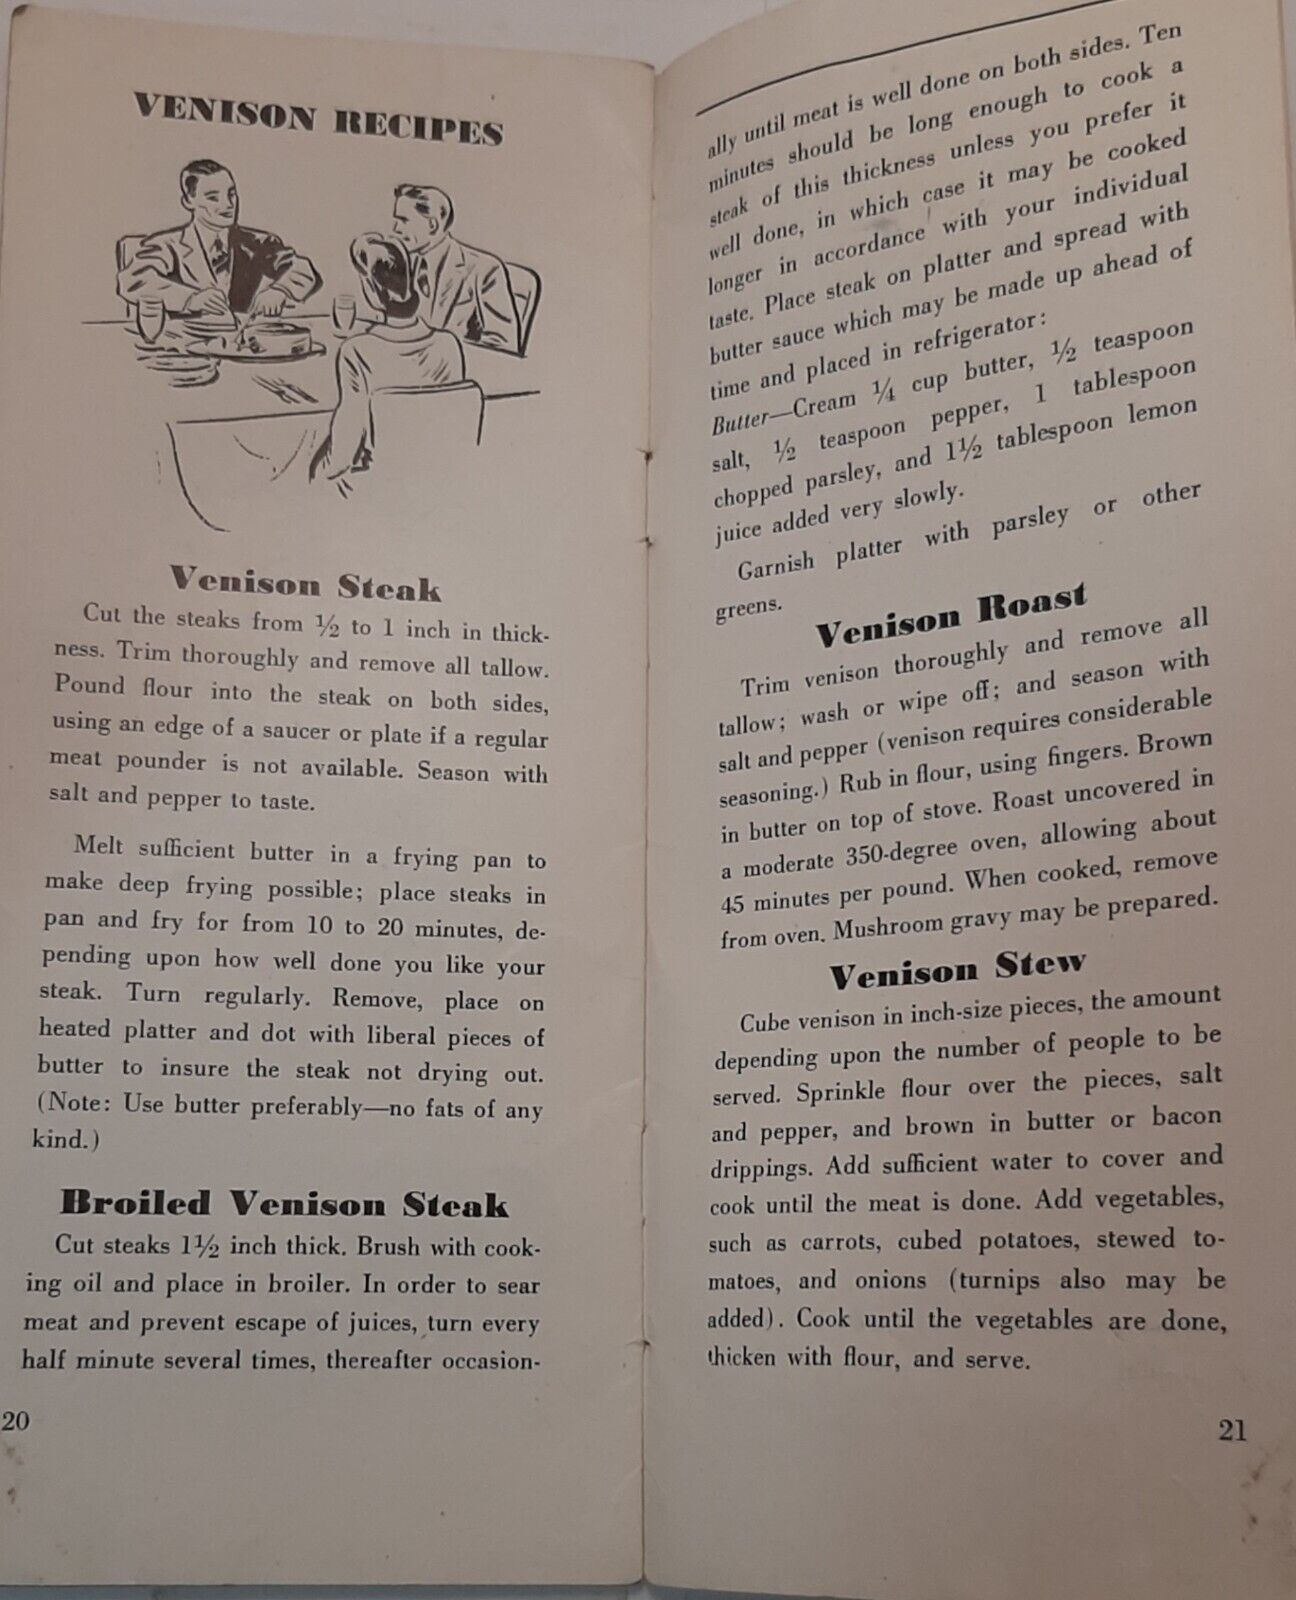 VENISON RECIPES
Venison Steak
Cut the steaks from ½ to 1 inch in thick-
ness. Trim thoroughly and remove all tallow.
Pound flour into the steak on both sides,
using an edge of a saucer or plate if a regular
meat pounder is not available. Season with
salt and pepper to taste.
Melt sufficient butter in a frying pan to
make deep frying possible; place steaks in
pan and fry for from 10 to 20 minutes, de-
pending upon how well done you like your
steak. Turn regularly. Remove, place on
heated platter and dot with liberal pieces of
butter to insure the steak not drying out.
(Note: Use butter preferably—no fats of any
kind.)
Broiled Venison Steak
Cut steaks 1½ inch thick. Brush with cook-
ing oil and place in broiler. In order to sear
meat and prevent escape of juices, turn every
half minute several times, thereafter occasion-
20
ally until meat is well done on both sides. Ten
minutes should be long enough to cook a
steak of this thickness unless you prefer it
well done, in which case it may be cooked
longer in accordance with your individual
taste. Place steak on platter and spread with
butter sauce which may be made up ahead of
time and placed in refrigerator:
Butter—Cream ¼ cup butter, ½ teaspoon
salt, ½ teaspoon pepper, 1 tablespoon
chopped parsley, and 1½ tablespoon lemon
juice added very slowly.
Garnish platter with parsley or other
greens.
Venison Roast
Trim venison thoroughly and remove all
tallow; wash or wipe off; and season with
salt and pepper (venison requires considerable
seasoning.) Rub in flour, using fingers. Brown
in butter on top of stove. Roast uncovered in
a moderate 350-degree oven, allowing about
45 minutes per pound. When cooked, remove
from oven. Mushroom gravy may be prepared.
Venison Stew
Cube venison in inch-size pieces, the amount
depending upon the number of people to be
served. Sprinkle flour over the pieces, salt
and pepper, and brown in butter or bacon
drippings. Add sufficient water to cover and
cook until the meat is done. Add vegetables,
such as carrots, cubed potatoes, stewed to-
matoes, and onions (turnips also may be
added). Cook until the vegetables are done,
thicken with flour, and serve.
21